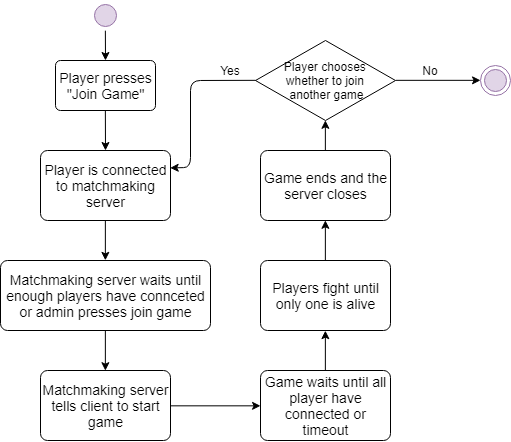 Player presses
"Join Game"
Player is connected
to matchmaking
server
Matchmaking server waits until
enough players have connceted
or admin presses join game
Matchmaking server
tells client to start
game
Game waits until all
player have
connected or
timeout
Players fight until
only one is alive
Game ends and the
server closes
Player chooses
whether to join
another game
Yes
No